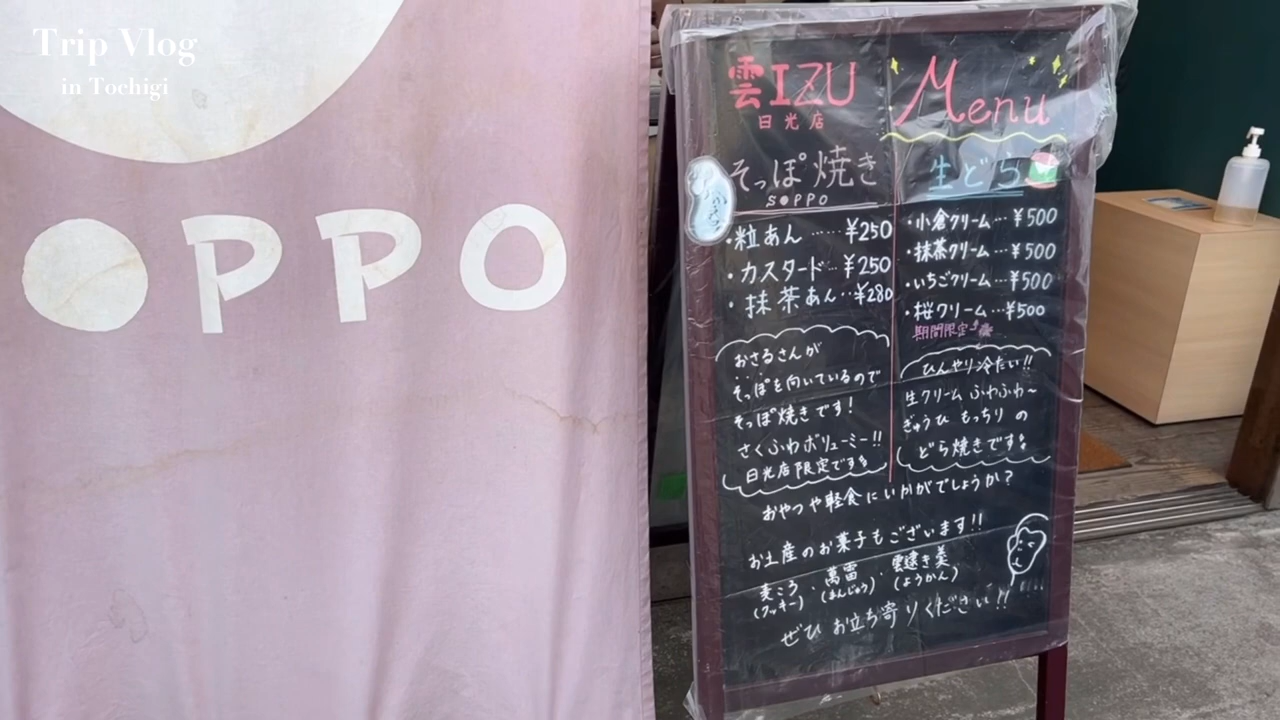 Trip Vlog
in Tochigi
PPO
雲IZU
日光店
Menu
そっぽ焼き
SOPPO
・粒あん……¥250
・カスタード…¥250
・抹茶あん…¥280
おさるさんが
そっぽを向いているので
そっぽ焼きです!
さくふわボリューミー!!
日光店限定です
生どら
・小倉クリーム…¥500
・抹茶クリーム…¥500
・いちごクリーム…¥500
・桜クリーム…¥500
期間限定
ひんやり冷たい!!
生クリームふわふわ〜
ぎゅうひもっちりの
どら焼きです
おやつや軽食にいかがでしょうか?
お土産のお菓子もございます!!
麦ころ・萬雷・雲逮き羙
(クッキー) (まんじゅう) (ようかん)
ぜひお立ち寄りください!!